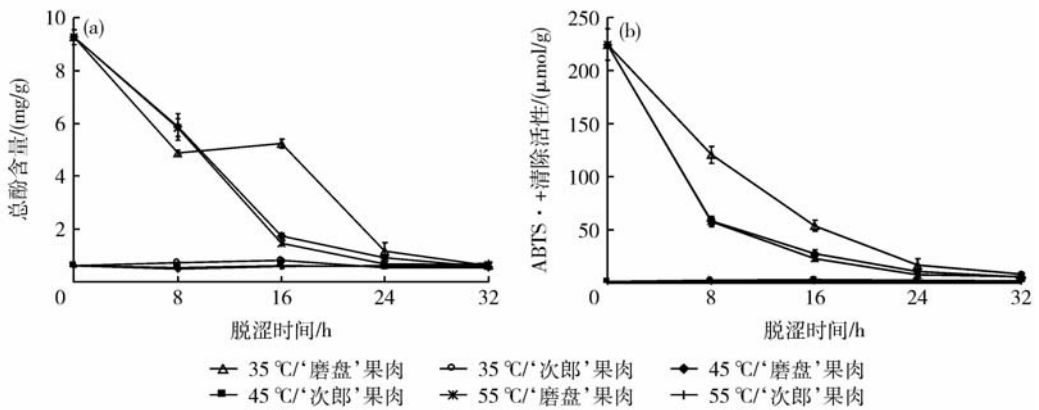 (a)
10
8
6
4
2
0
8
16
24
32
总酚含量/(mg/g)
脱涩时间/h
(b)
250
200
150
100
50
0
8
16
24
32
ABTS·+清除活性/(μmol/g)
脱涩时间/h
35 ℃/‘磨盘’果肉 35 ℃/‘次郎’果肉 45 ℃/‘磨盘’果肉
45 ℃/‘次郎’果肉 55 ℃/‘磨盘’果肉 55 ℃/‘次郎’果肉